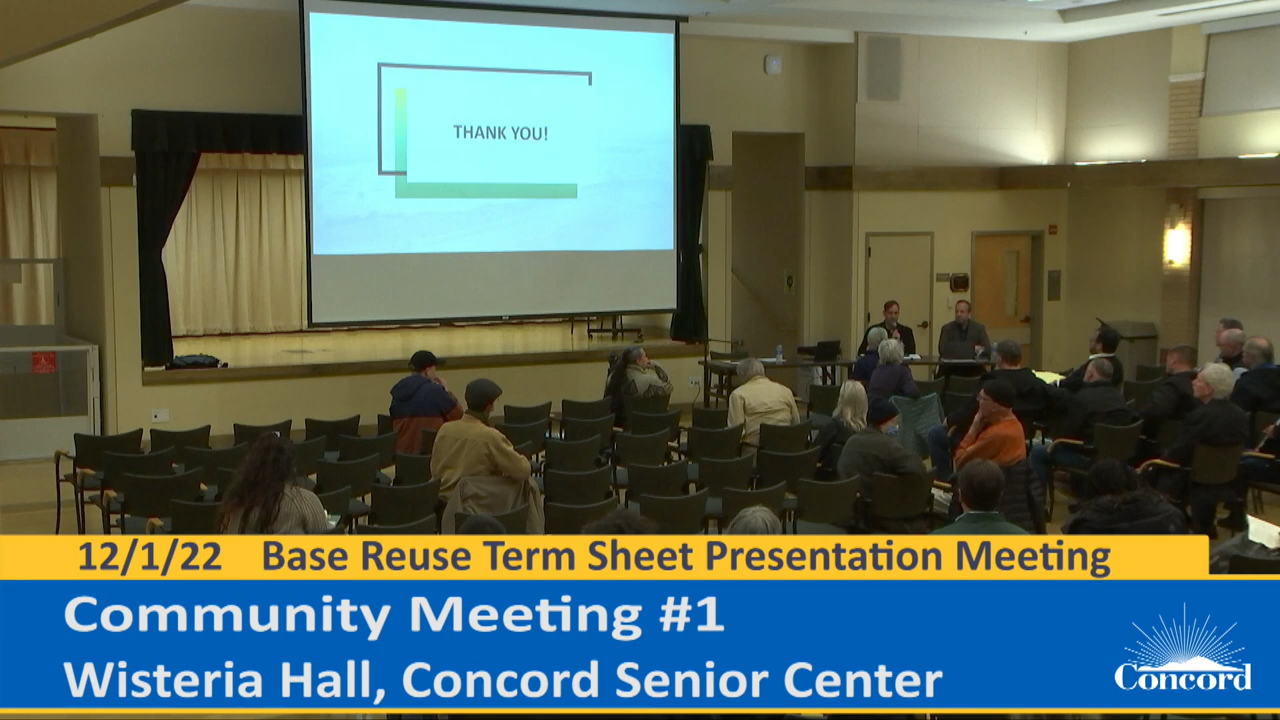 THANK YOU!
12/1/22 Base Reuse Term Sheet Presentation Meeting
Community Meeting #1
Wisteria Hall, Concord Senior Center
Concord